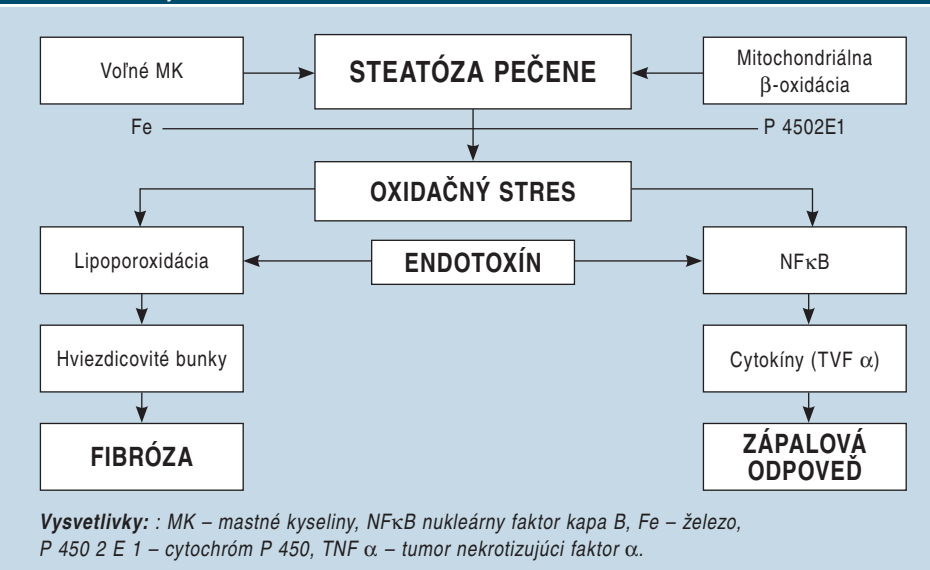 Voľné MK
STEATÓZA PEČENE
Mitochondriálna
β-oxidácia
Fe
P 4502E1
OXIDAČNÝ STRES
Lipoporoxidácia
ENDOTOXÍN
NFκB
Hviezdicovité bunky
Cytokíny (TVF α)
FIBRÓZA
ZÁPALOVÁ
ODPOVEĎ
Vysvetlivky: : MK – mastné kyseliny, NFκB nukleárny faktor kapa B, Fe – železo,
P 450 2 E 1 – cytochróm P 450, TNF α – tumor nekrotizujúci faktor α.